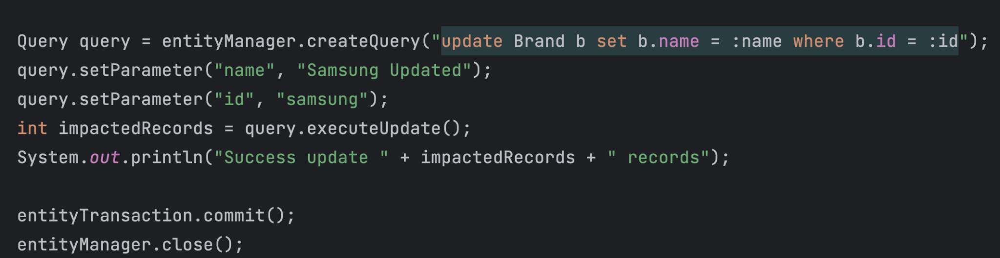 Query query = entityManager.createQuery("update Brand b set b.name = :name where b.id = :id");
query.setParameter("name", "Samsung Updated");
query.setParameter("id", "samsung");
int impactedRecords = query.executeUpdate();
System.out.println("Success update " + impactedRecords + " records");
entityTransaction.commit();
entityManager.close();